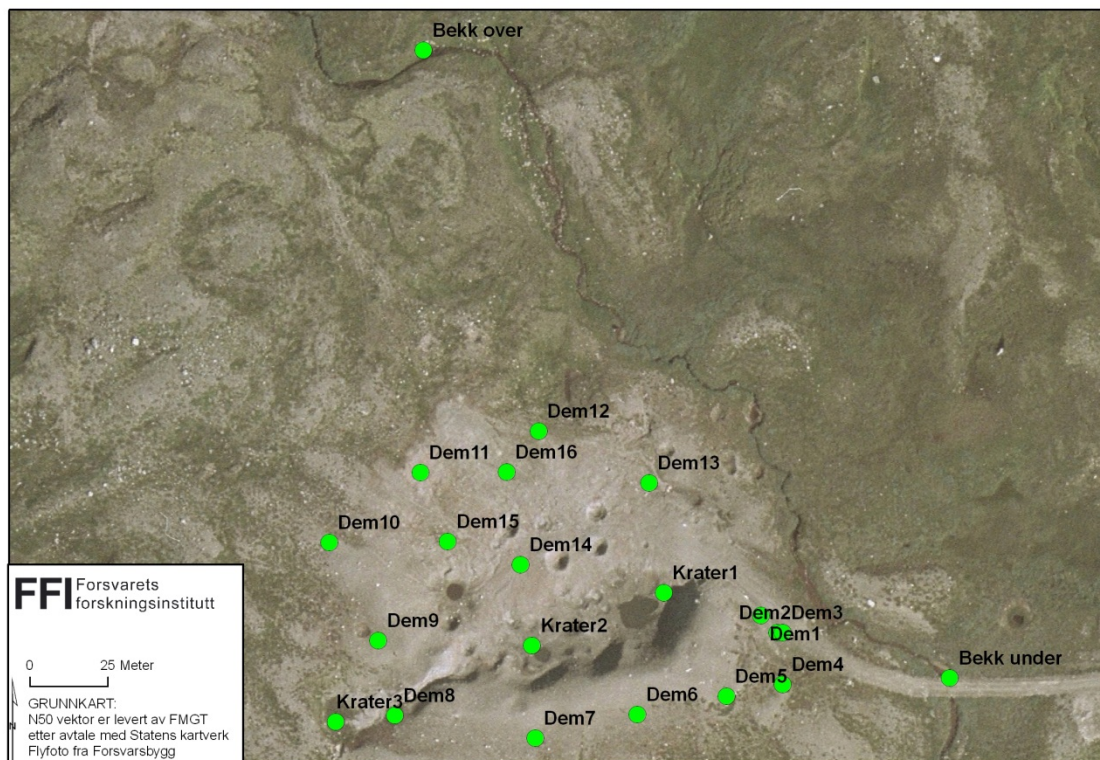 Bekk over
Dem12
Dem11
Dem16
Dem13
Dem10
Dem15
Dem14
Krater1
Dem2
Dem3
Dem1
Dem9
Krater2
Bekk under
Dem4
Dem5
Dem6
Krater3
Dem8
Dem7
FFI Forsvarets
forskningsinstitutt
0 25 Meter
N
GRUNNKART:
N50 vektor er levert av FMGT
etter avtale med Statens kartverk
Flyfoto fra Forsvarsbygg